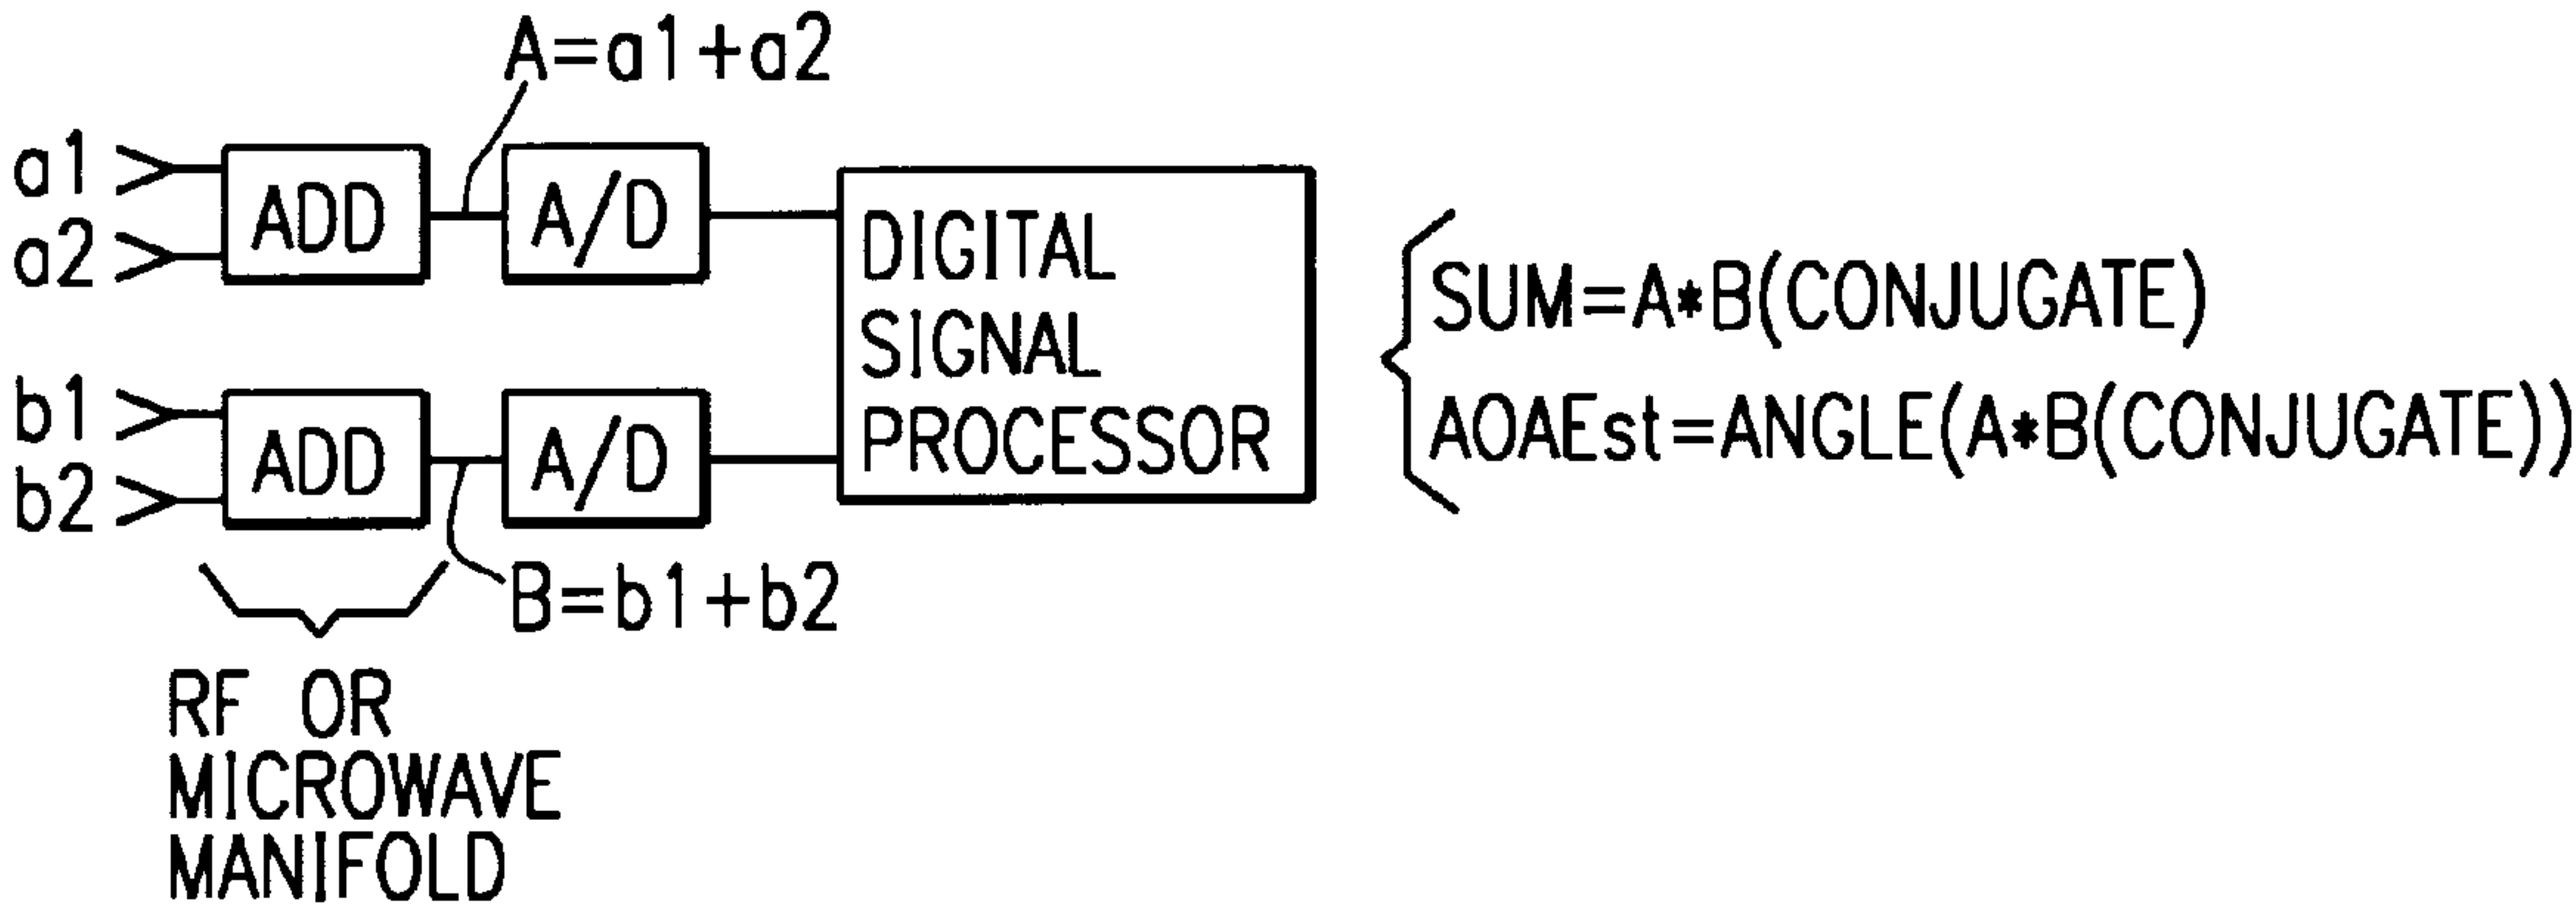 A=a1+a2
a1
a2
ADD
A/D
DIGITAL
SIGNAL
PROCESSOR
SUM=A*B(CONJUGATE)
AOAEst=ANGLE(A*B(CONJUGATE))
b1
b2
ADD
A/D
B=b1+b2
RF OR
MICROWAVE
MANIFOLD